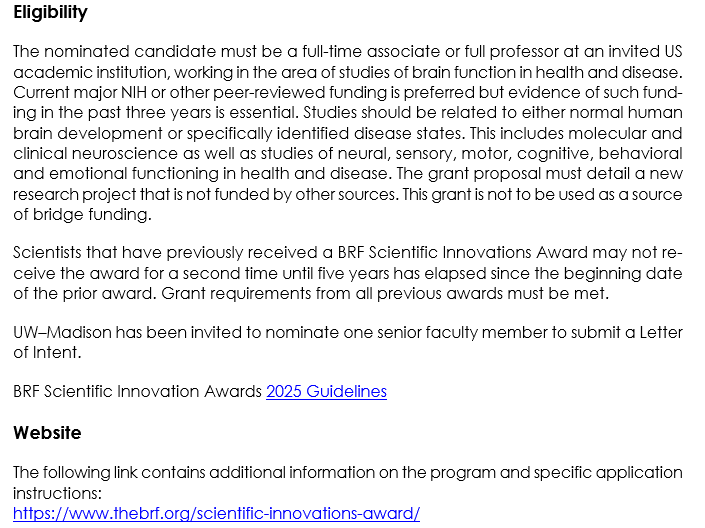 Eligibility
The nominated candidate must be a full-time associate or full professor at an invited US
academic institution, working in the area of studies of brain function in health and disease.
Current major NIH or other peer-reviewed funding is preferred but evidence of such fund-
ing in the past three years is essential. Studies should be related to either normal human
brain development or specifically identified disease states. This includes molecular and
clinical neuroscience as well as studies of neural, sensory, motor, cognitive, behavioral
and emotional functioning in health and disease. The grant proposal must detail a new
research project that is not funded by other sources. This grant is not to be used as a source
of bridge funding.
Scientists that have previously received a BRF Scientific Innovations Award may not re-
ceive the award for a second time until five years has elapsed since the beginning date
of the prior award. Grant requirements from all previous awards must be met.
UW–Madison has been invited to nominate one senior faculty member to submit a Letter
of Intent.
BRF Scientific Innovation Awards 2025 Guidelines
Website
The following link contains additional information on the program and specific application
instructions:
https://www.thebrf.org/scientific-innovations-award/